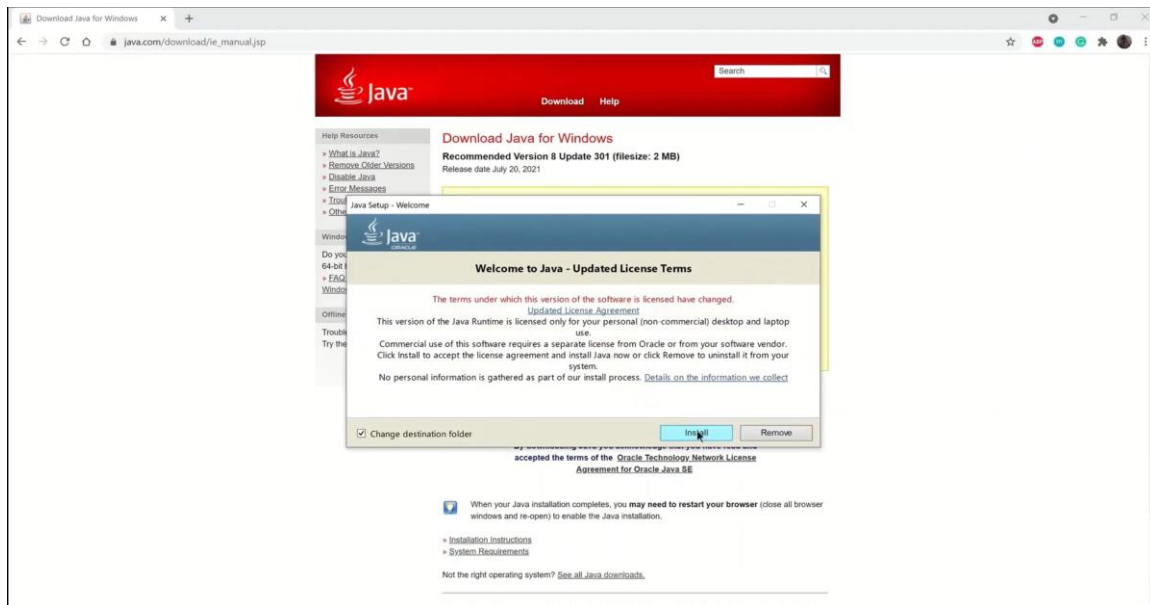 Download Java for Windows
java.com/download/ie_manual.jsp
ABP
Java
Search
Download Help
Help Resources
» What is Java?
» Remove Older Versions
» Disable Java
» Error Messages
Download Java for Windows
Recommended Version 8 Update 301 (filesize: 2 MB)
Release date July 20, 2021
Java Setup - Welcome
Java
ORACLE
Welcome to Java - Updated License Terms
The terms under which this version of the software is licensed have changed.
Updated License Agreement
This version of the Java Runtime is licensed only for your personal (non-commercial) desktop and laptop
use.
Commercial use of this software requires a separate license from Oracle or from your software vendor.
Click Install to accept the license agreement and install Java now or click Remove to uninstall it from your
system.
No personal information is gathered as part of our install process. Details on the information we collect
Change destination folder
Install
Remove
Do you
64-bit
» FAQ
Offline
Try the
accepted the terms of the Oracle Technology Network License
Agreement for Oracle Java SE
When your Java installation completes, you may need to restart your browser (close all browser
windows and re-open) to enable the Java installation.
» Installation Instructions
» System Requirements
Not the right operating system? See all Java downloads.